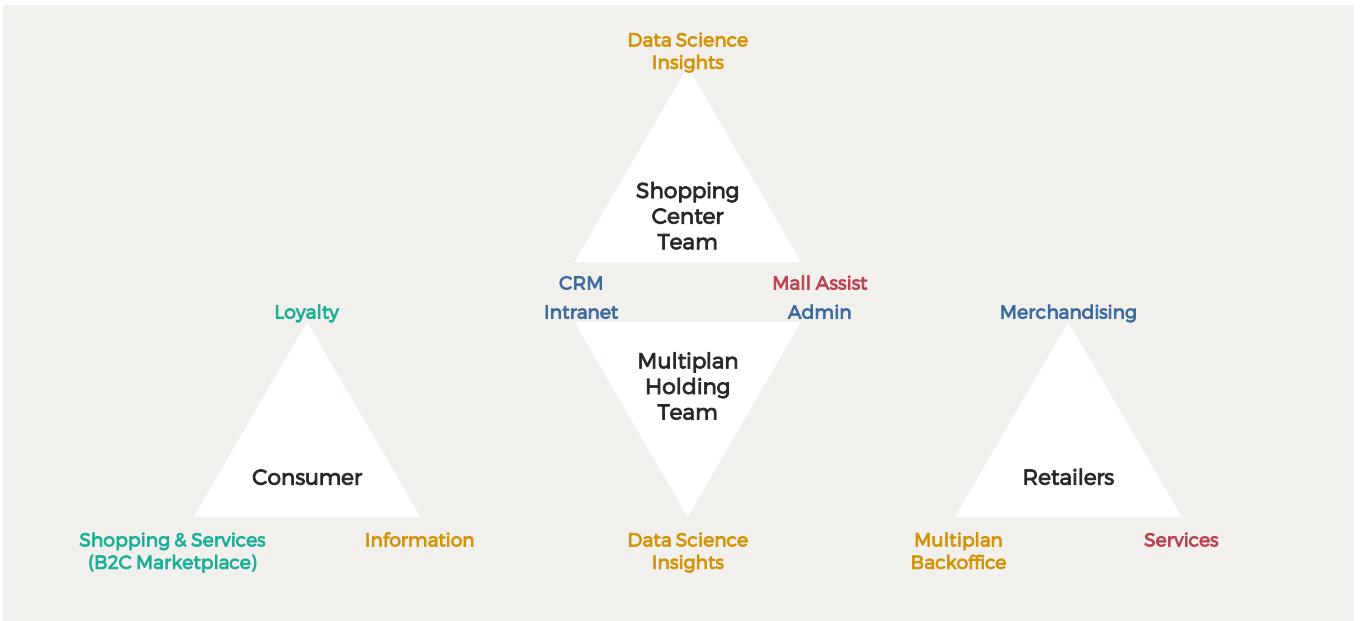 Data Science
Insights
Shopping
Center
Team
CRM
Mall Assist
Intranet
Admin
Multiplan
Holding
Team
Data Science
Insights
Loyalty
Consumer
Shopping & Services
(B2C Marketplace)
Information
Merchandising
Retailers
Multiplan
Backoffice
Services